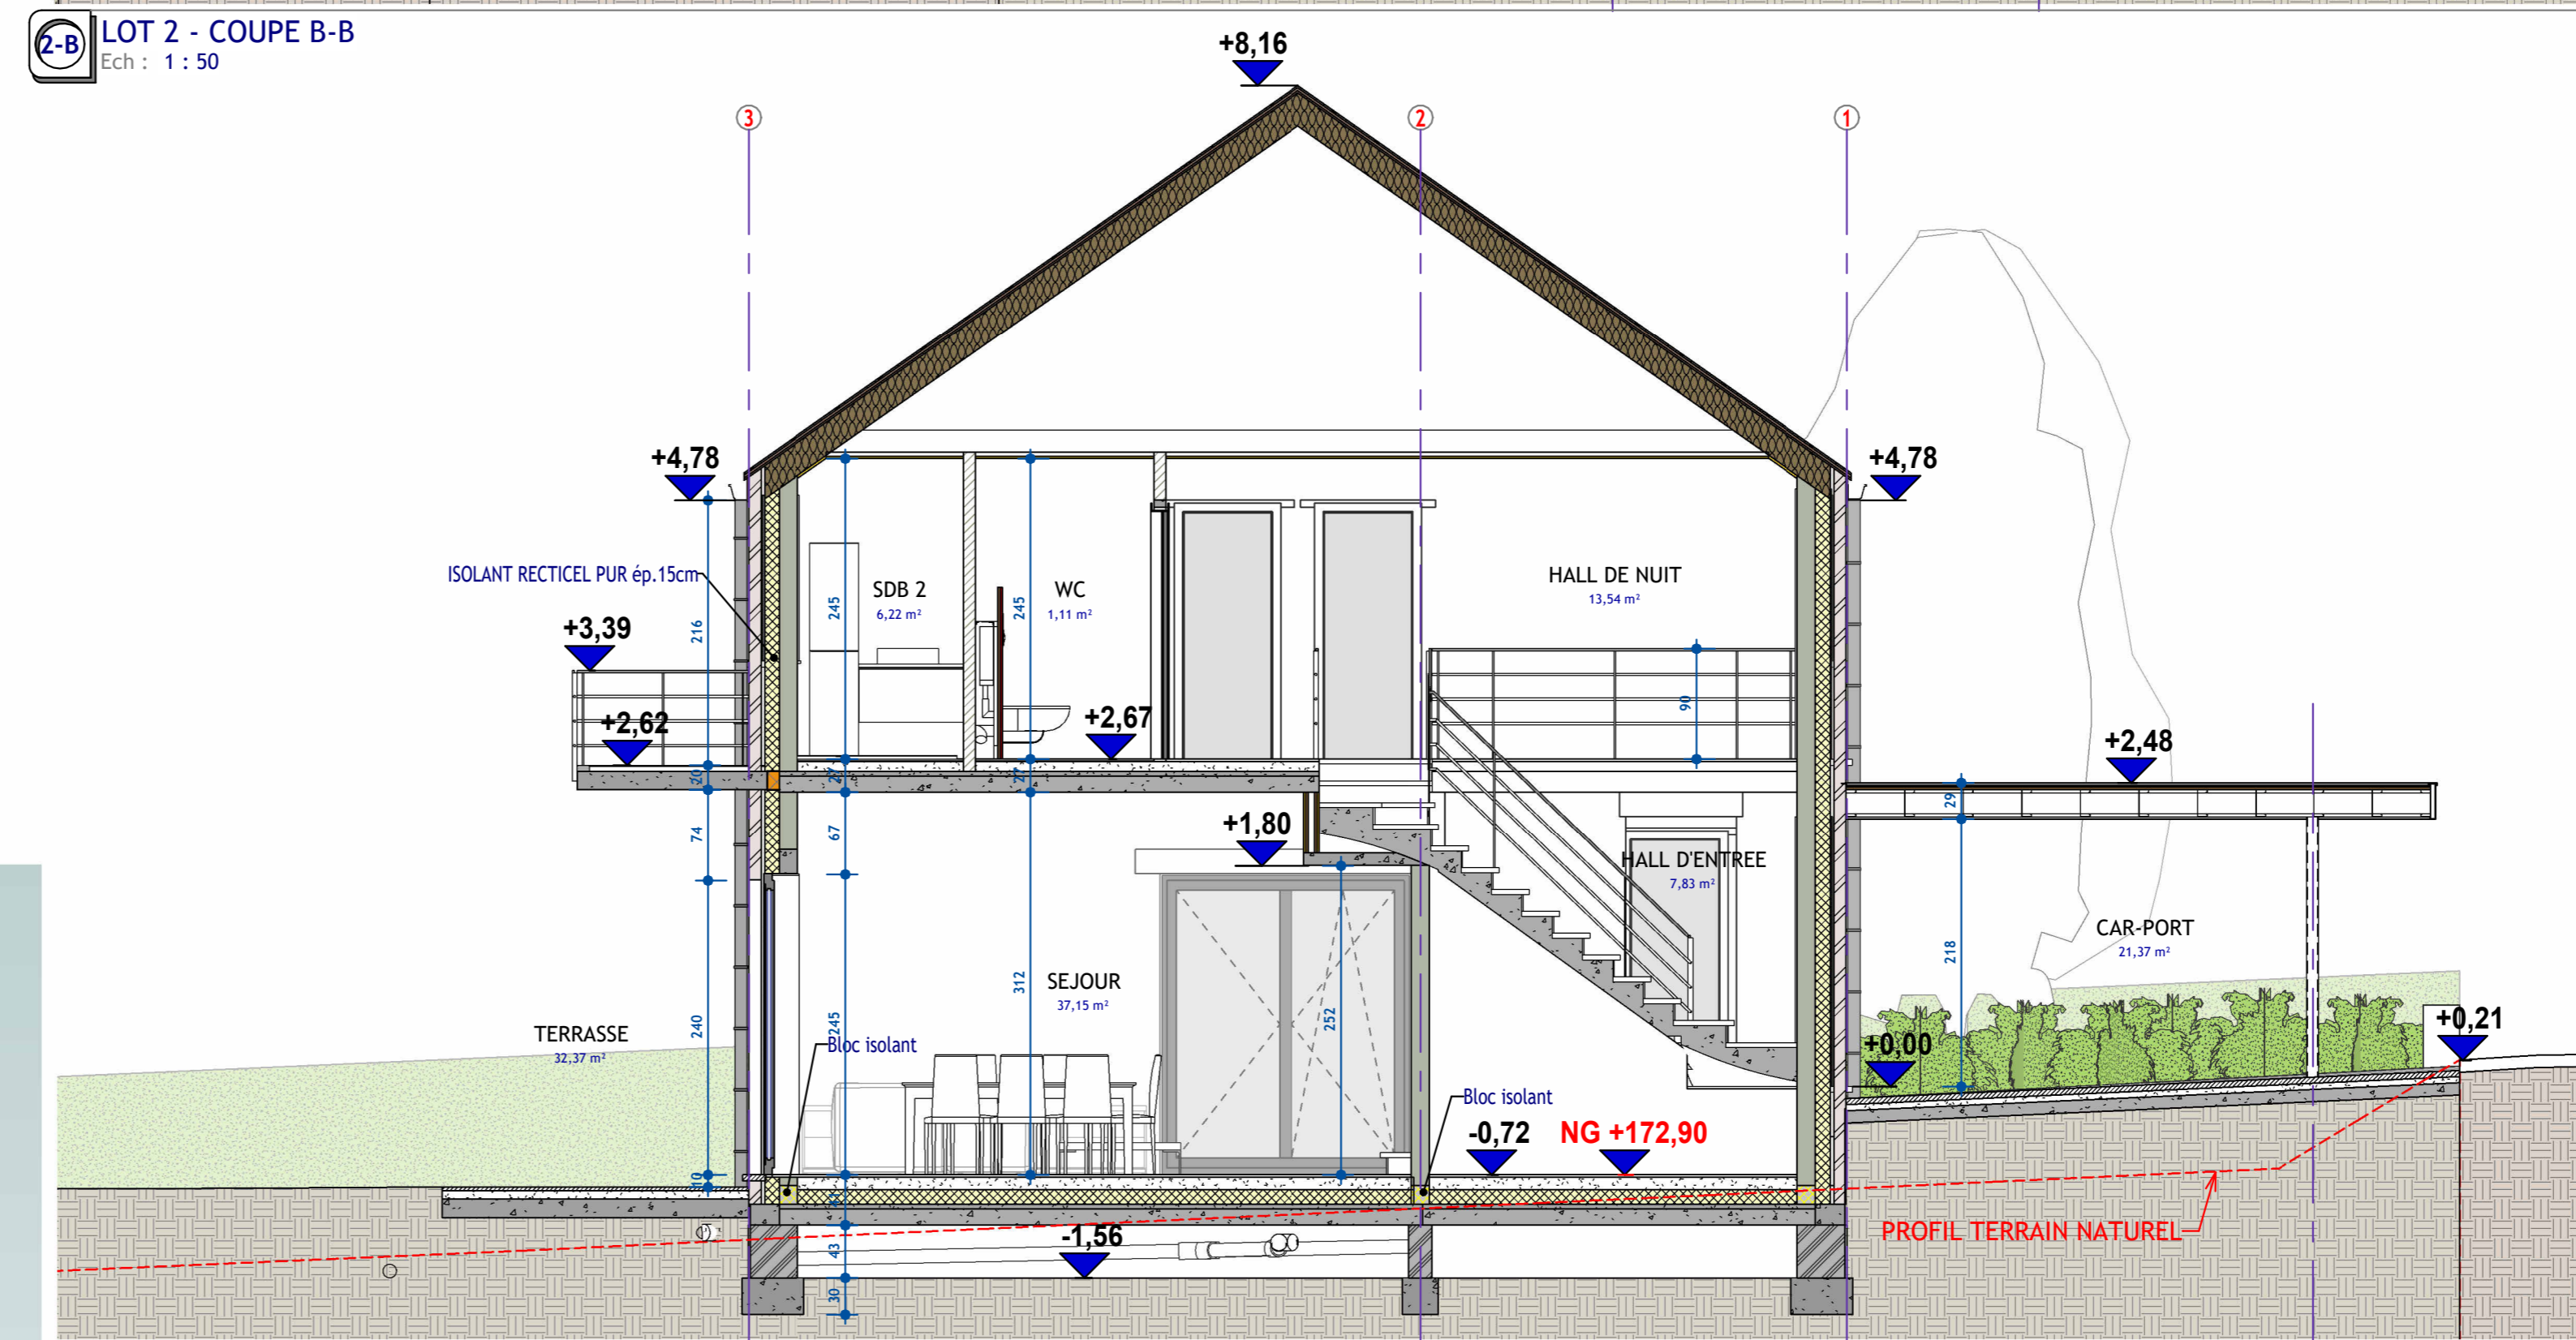 2-B
LOT 2 - COUPE B-B
Ech : 1 : 50
+8,16
3
2
1
+4,78
+4,78
ISOLANT RECTICEL PUR ép.15cm
216
245
SDB 2
6,22 m²
245
WC
1,11 m²
HALL DE NUIT
13,54 m²
+3,39
90
+2,62
+2,67
+2,48
20
27
27
29
74
67
+1,80
HALL D'ENTREE
7,83 m²
CAR-PORT
21,37 m²
218
312
SEJOUR
37,15 m²
TERRASSE
32,37 m²
240
245
252
Bloc isolant
+0,00
+0,21
Bloc isolant
-0,72
NG +172,90
10
41
PROFIL TERRAIN NATUREL
-1,56
43
30